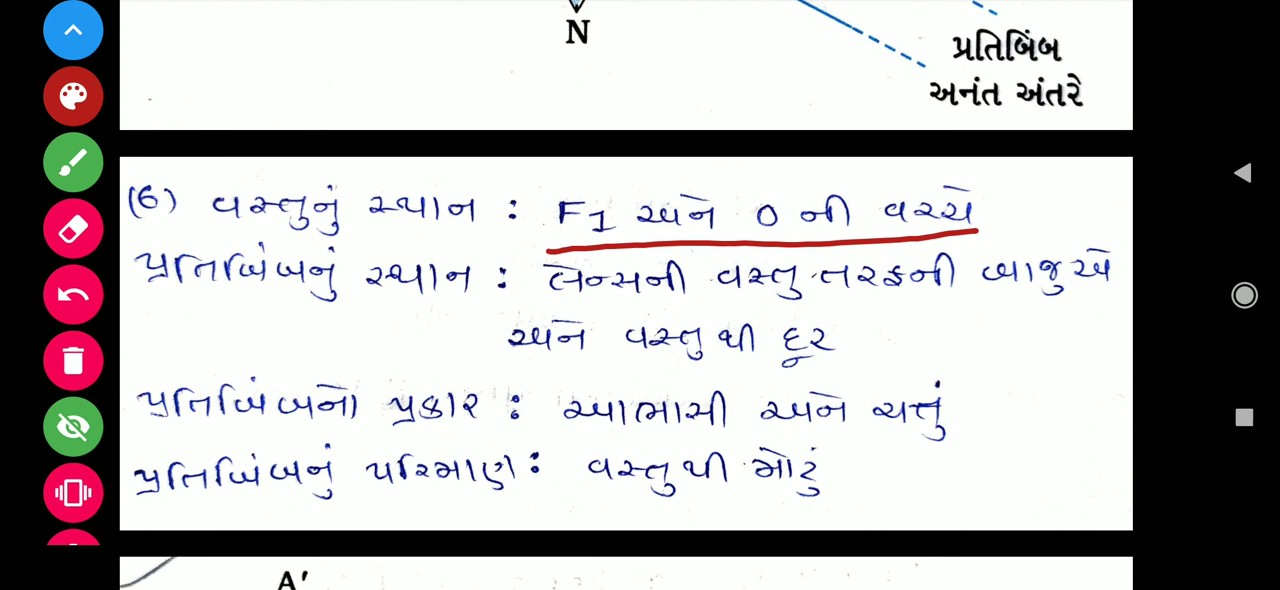 N
પ્રતિબિંબ
અનંત અંતરે
(6) વસ્તુનું સ્થાન : F1 અને O ની વચ્ચે
પ્રતિબિંબનું સ્થાન : લેન્સની વસ્તુ તરફની બાજુએ
અને વસ્તુથી દૂર
પ્રતિબિંબનો પ્રકાર : આભાસી અને ચત્તું
પ્રતિબિંબનું પરિમાણ : વસ્તુથી મોટું
A'